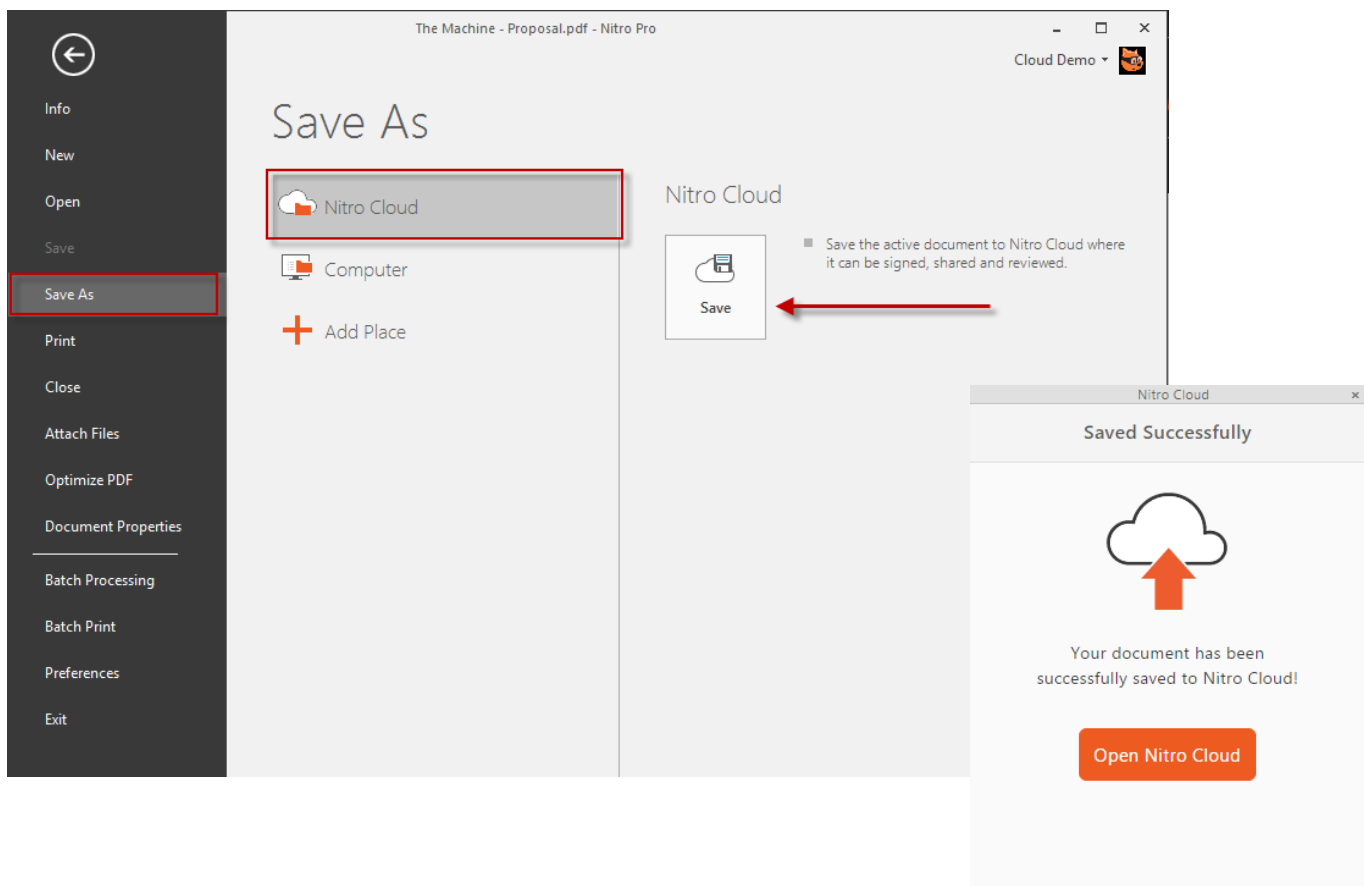 The Machine - Proposal.pdf - Nitro Pro
Cloud Demo
Info
New
Open
Save
Save As
Print
Close
Attach Files
Optimize PDF
Document Properties
Batch Processing
Batch Print
Preferences
Exit
Save As
Nitro Cloud
Computer
Add Place
Nitro Cloud
Save
Save the active document to Nitro Cloud where
it can be signed, shared and reviewed.
Nitro Cloud
Saved Successfully
Your document has been
successfully saved to Nitro Cloud!
Open Nitro Cloud